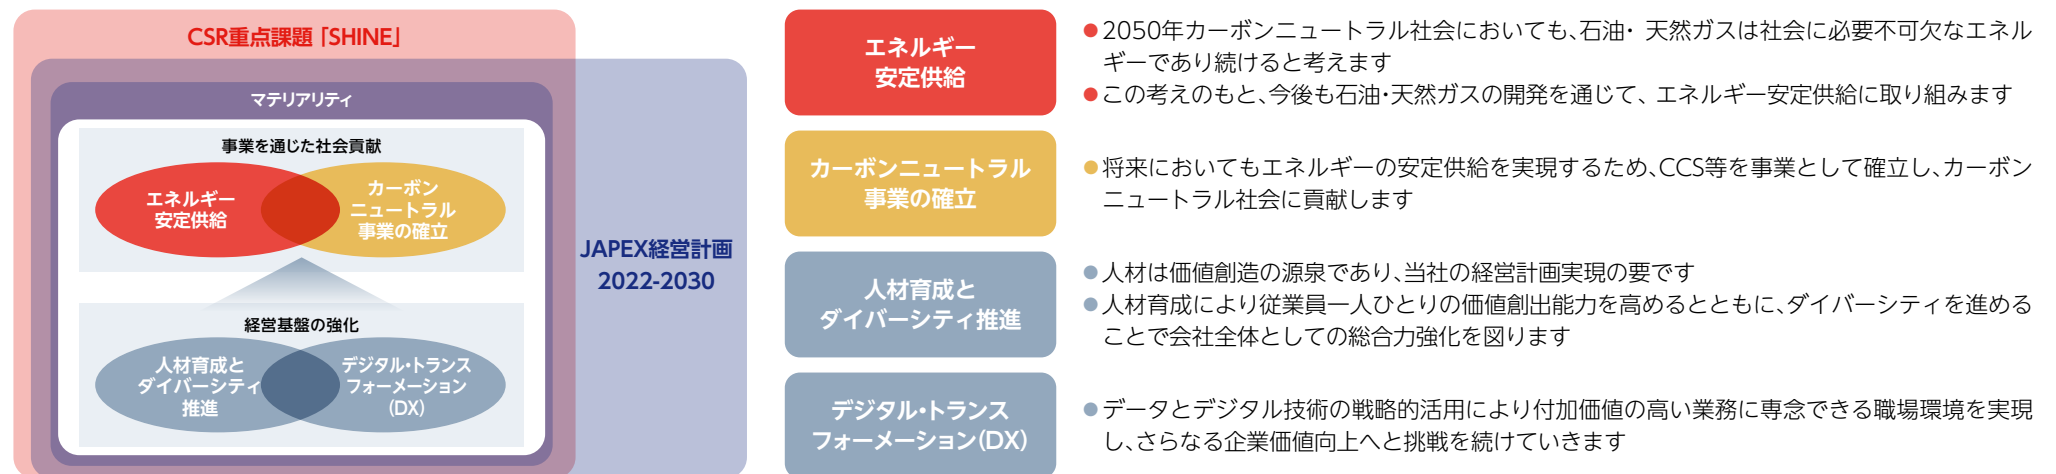 CSR重点課題「SHINE」
マテリアリティ
事業を通じた社会貢献
エネルギー
安定供給
カーボン
ニュートラル
事業の確立
JAPEX経営計画
2022-2030
経営基盤の強化
人材育成と
ダイバーシティ
推進
デジタル・トランス
フォーメーション
(DX)
エネルギー
安定供給
●2050年カーボンニュートラル社会においても、石油・ 天然ガスは社会に必要不可欠なエネル
ギーであり続けると考えます
●この考えのもと、今後も石油・天然ガスの開発を通じて、 エネルギー安定供給に取り組みます
カーボンニュートラル
事業の確立
●将来においてもエネルギーの安定供給を実現するため、CCS等を事業として確立し、カーボン
ニュートラル社会に貢献します
人材育成と
ダイバーシティ推進
●人材は価値創造の源泉であり、当社の経営計画実現の要です
●人材育成により従業員一人ひとりの価値創出能力を高めるとともに、ダイバーシティを進める
ことで会社全体としての総合力強化を図ります
デジタル・トランス
フォーメーション(DX)
●データとデジタル技術の戦略的活用により付加価値の高い業務に専念できる職場環境を実現
し、さらなる企業価値向上へと挑戦を続けていきます